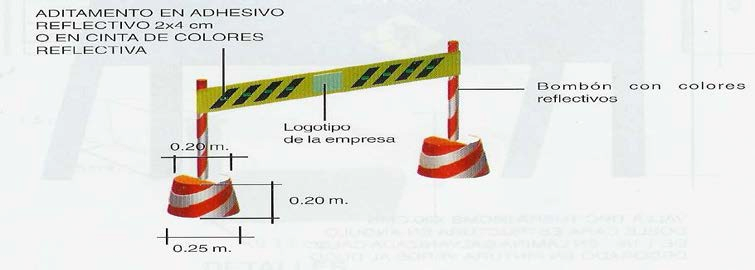 ADITAMENTO EN ADHESIVO
REFLECTIVO 2x4 cm
O EN CINTA DE COLORES
REFLECTIVA
Bombón con colores
reflectivos
Logotipo
de la empresa
0.20 m.
0.20 m.
0.25 m.